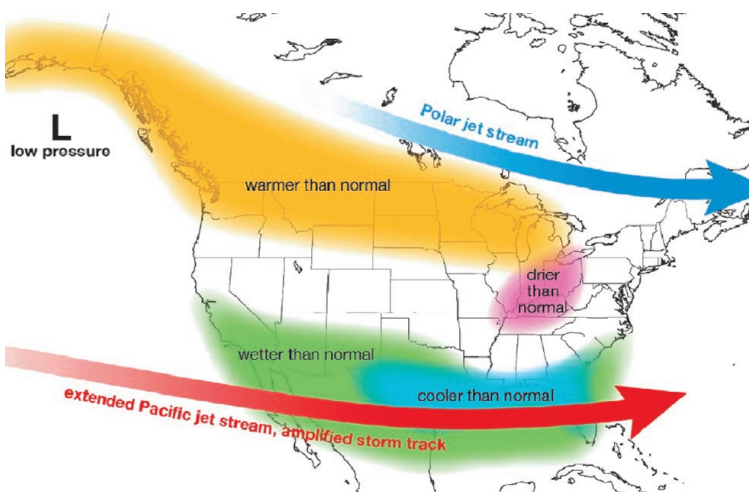 Polar jet stream
L
low pressure
warmer than normal
drier
than
normal
wetter than normal
cooler than normal
extended Pacific jet stream, amplified storm track